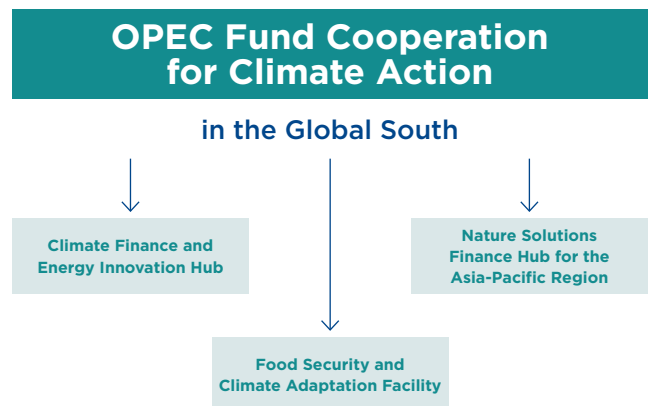 OPEC Fund Cooperation
for Climate Action
in the Global South
Climate Finance and
Energy Innovation Hub
Nature Solutions
Finance Hub for the
Asia-Pacific Region
Food Security and
Climate Adaptation Facility